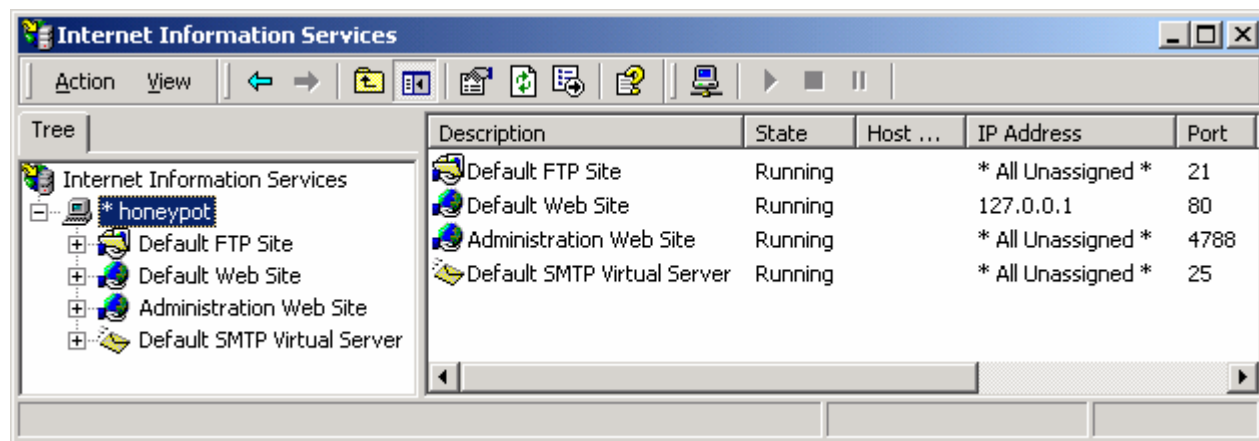 Internet Information Services
Action View
Tree
Internet Information Services
* honeypot
Default FTP Site
Default Web Site
Administration Web Site
Default SMTP Virtual Server
Description State Host ... IP Address Port
Default FTP Site Running * All Unassigned * 21
Default Web Site Running 127.0.0.1 80
Administration Web Site Running * All Unassigned * 4788
Default SMTP Virtual Server Running * All Unassigned * 25